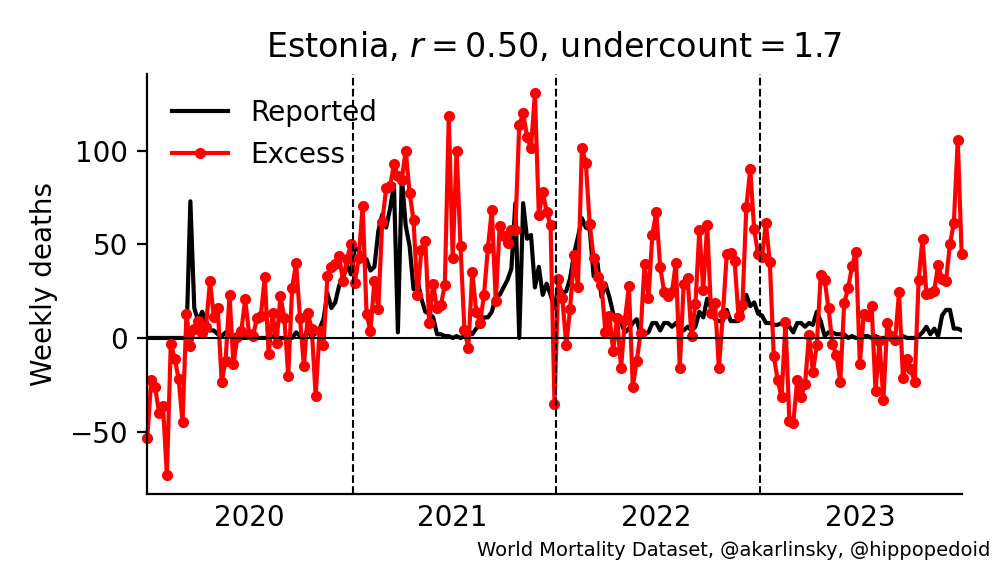 Estonia, r = 0.50, undercount = 1.7
Reported
Excess
Weekly deaths
100
50
0
−50
2020 2021 2022 2023
World Mortality Dataset, @akarlinsky, @hippopedoid